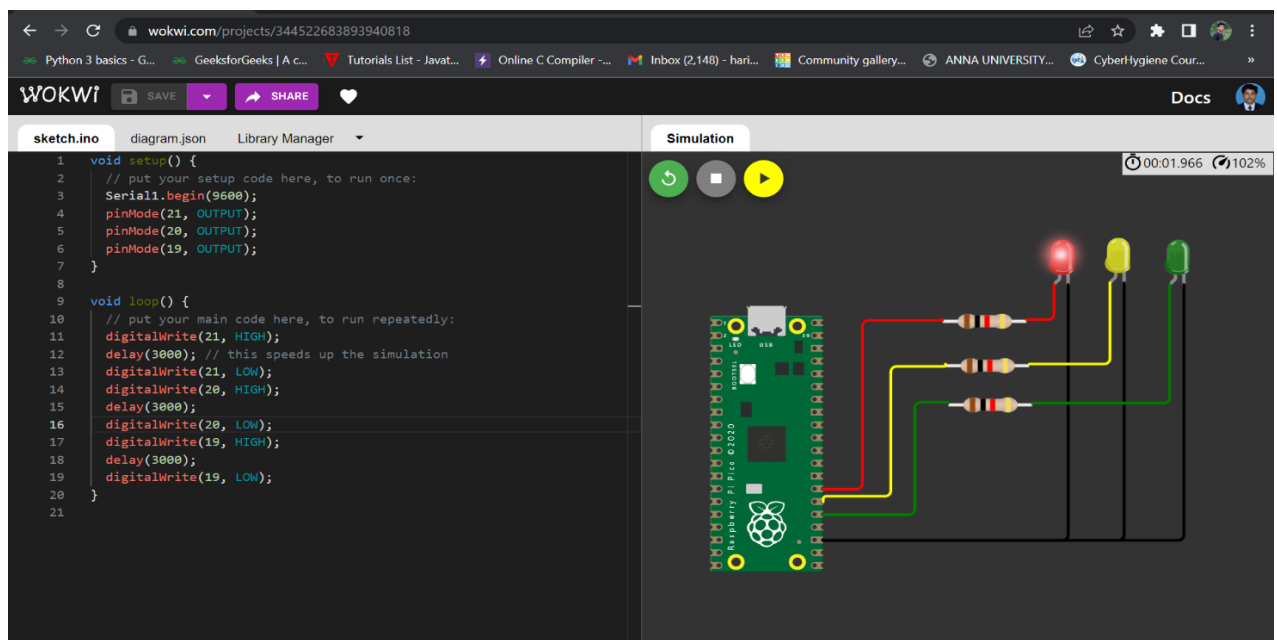 wokwi.com/projects/344522683893940818
Python 3 basics - G... GeeksforGeeks | A c... Tutorials List - Javat... Online C Compiler -... Inbox (2,148) - hari... Community gallery... ANNA UNIVERSITY... CyberHygiene Cour... »
WOKWI SAVE SHARE Docs
sketch.ino diagram.json Library Manager
1 void setup() {
2 // put your setup code here, to run once:
3 Serial1.begin(9600);
4 pinMode(21, OUTPUT);
5 pinMode(20, OUTPUT);
6 pinMode(19, OUTPUT);
7 }
8
9 void loop() {
10 // put your main code here, to run repeatedly:
11 digitalWrite(21, HIGH);
12 delay(3000); // this speeds up the simulation
13 digitalWrite(21, LOW);
14 digitalWrite(20, HIGH);
15 delay(3000);
16 digitalWrite(20, LOW);
17 digitalWrite(19, HIGH);
18 delay(3000);
19 digitalWrite(19, LOW);
20 }
21
Simulation
00:01.966 102%
LED USB
BOOTSEL
Raspberry Pi Pico © 2020